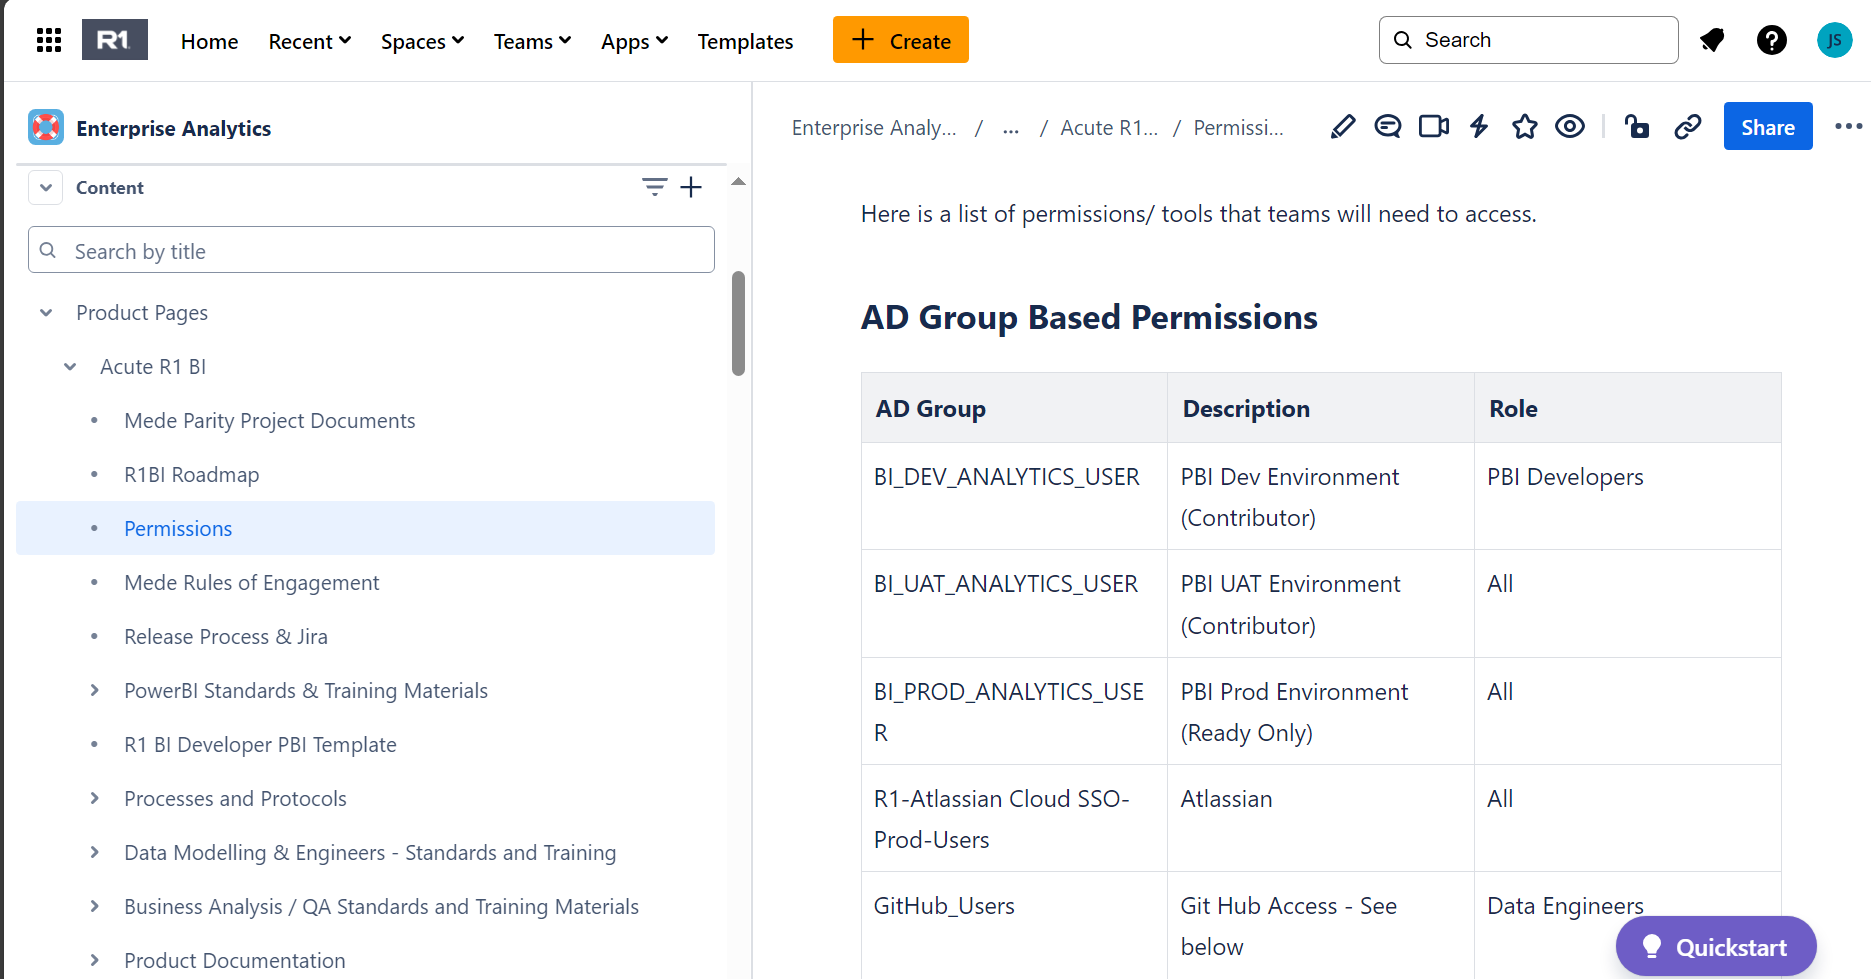 R1 Home Recent Spaces Teams Apps Templates + Create Search JS
Enterprise Analytics
Content
Search by title
Product Pages
Acute R1 BI
Mede Parity Project Documents
R1BI Roadmap
Permissions
Mede Rules of Engagement
Release Process & Jira
PowerBI Standards & Training Materials
R1 BI Developer PBI Template
Processes and Protocols
Data Modelling & Engineers - Standards and Training
Business Analysis / QA Standards and Training Materials
Product Documentation
Enterprise Analy... / ... / Acute R1... / Permissi... Share
Here is a list of permissions/ tools that teams will need to access.
AD Group Based Permissions
AD Group Description Role
BI_DEV_ANALYTICS_USER PBI Dev Environment PBI Developers
(Contributor)
BI_UAT_ANALYTICS_USER PBI UAT Environment All
(Contributor)
BI_PROD_ANALYTICS_USE PBI Prod Environment All
R (Ready Only)
R1-Atlassian Cloud SSO- Atlassian All
Prod-Users
GitHub_Users Git Hub Access - See Data Engineers
below
Quickstart